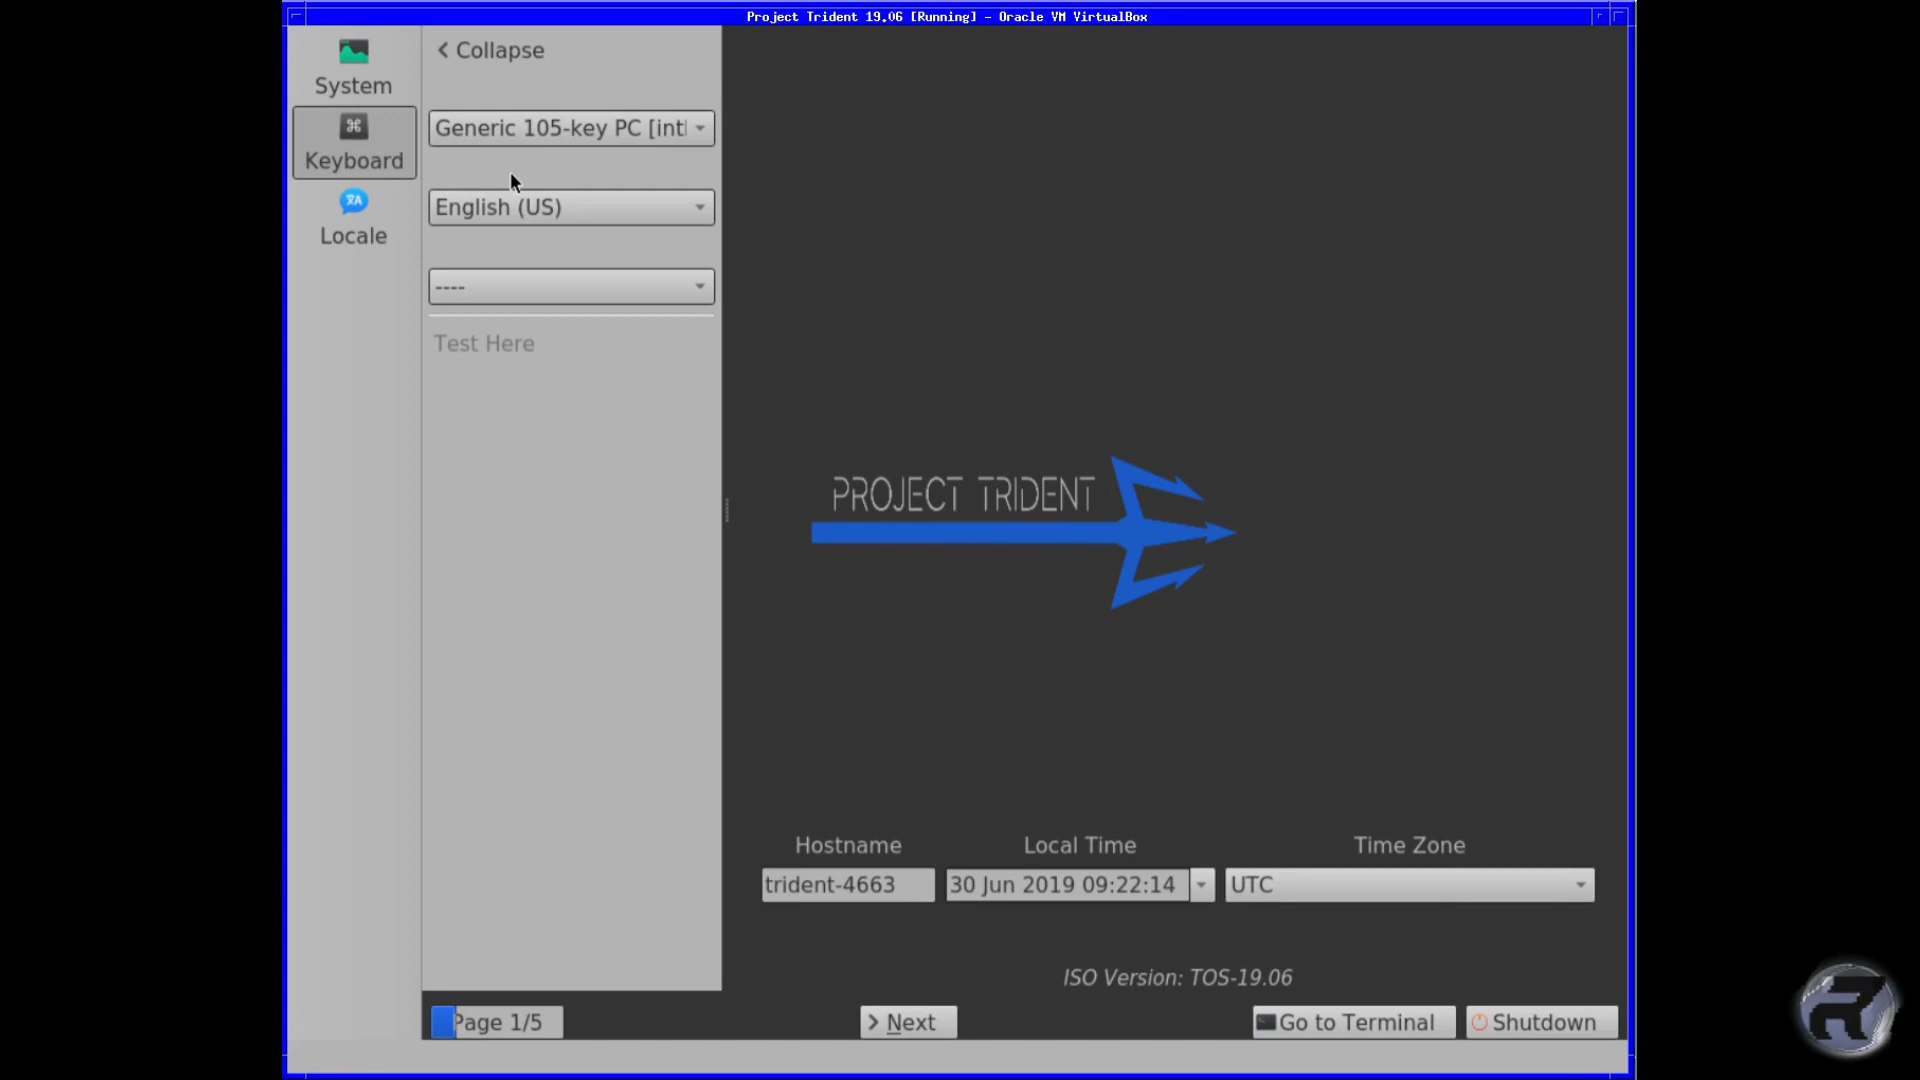 Project Trident 19.06 [Running] - Oracle VM VirtualBox
System
Keyboard
Locale
Collapse
Generic 105-key PC [intl
English (US)
----
Test Here
PROJECT TRIDENT
Hostname
Local Time
Time Zone
trident-4663
30 Jun 2019 09:22:14
UTC
ISO Version: TOS-19.06
Page 1/5
Next
Go to Terminal
Shutdown